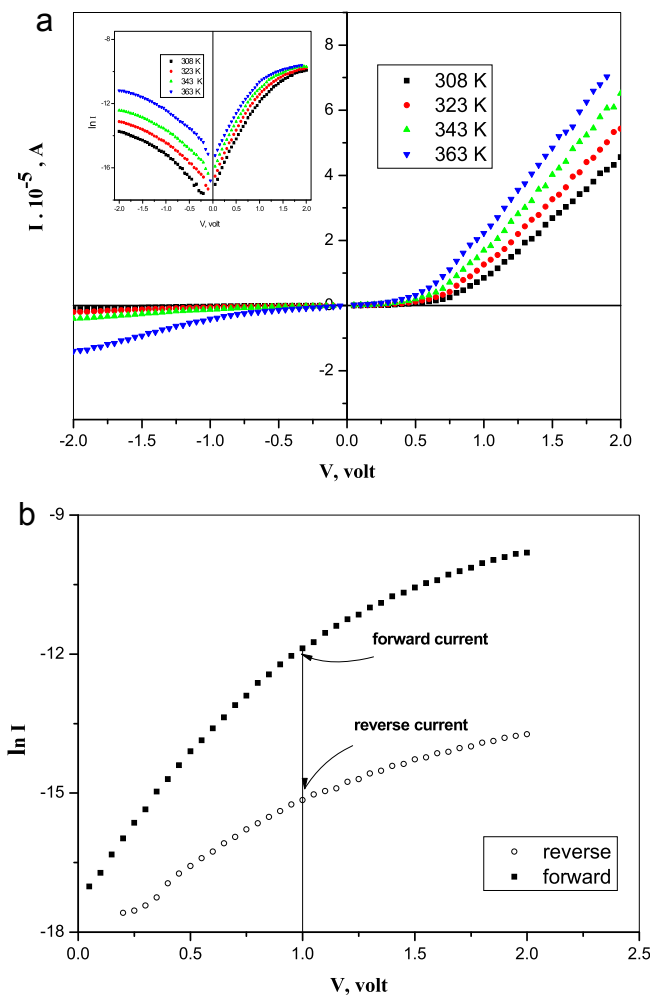 a
I . 10⁻⁵ , A
8
6
4
2
0
-2
-2.0 -1.5 -1.0 -0.5 0.0 0.5 1.0 1.5 2.0
V, volt
308 K
323 K
343 K
363 K
ln I
-8
-12
-16
-2.0 -1.5 -1.0 -0.5 0.0 0.5 1.0 1.5 2.0
V, volt
308 K
323 K
343 K
363 K
b
ln I
-9
-12
-15
-18
0.0 0.5 1.0 1.5 2.0 2.5
V, volt
forward current
reverse current
reverse
forward